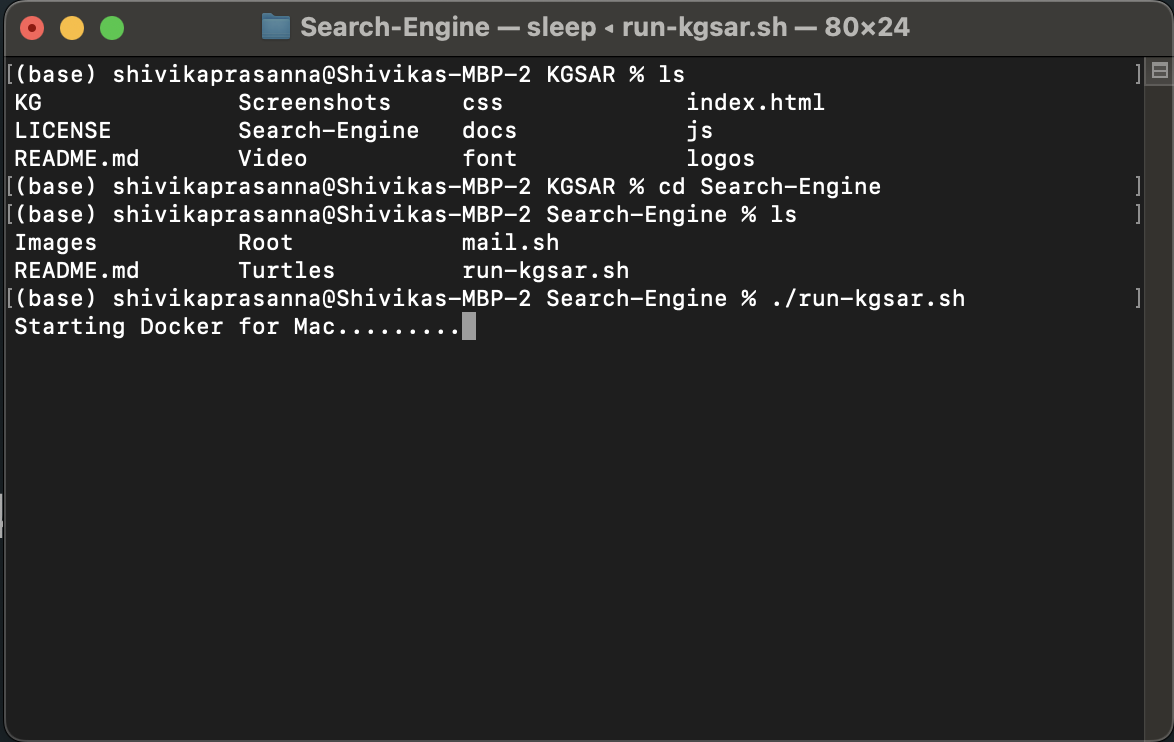 Search-Engine — sleep ◂ run-kgsar.sh — 80×24
[(base) shivikaprasanna@Shivikas-MBP-2 KGSAR % ls ]
KG Screenshots css index.html
LICENSE Search-Engine docs js
README.md Video font logos
[(base) shivikaprasanna@Shivikas-MBP-2 KGSAR % cd Search-Engine ]
[(base) shivikaprasanna@Shivikas-MBP-2 Search-Engine % ls ]
Images Root mail.sh
README.md Turtles run-kgsar.sh
[(base) shivikaprasanna@Shivikas-MBP-2 Search-Engine % ./run-kgsar.sh ]
Starting Docker for Mac.........